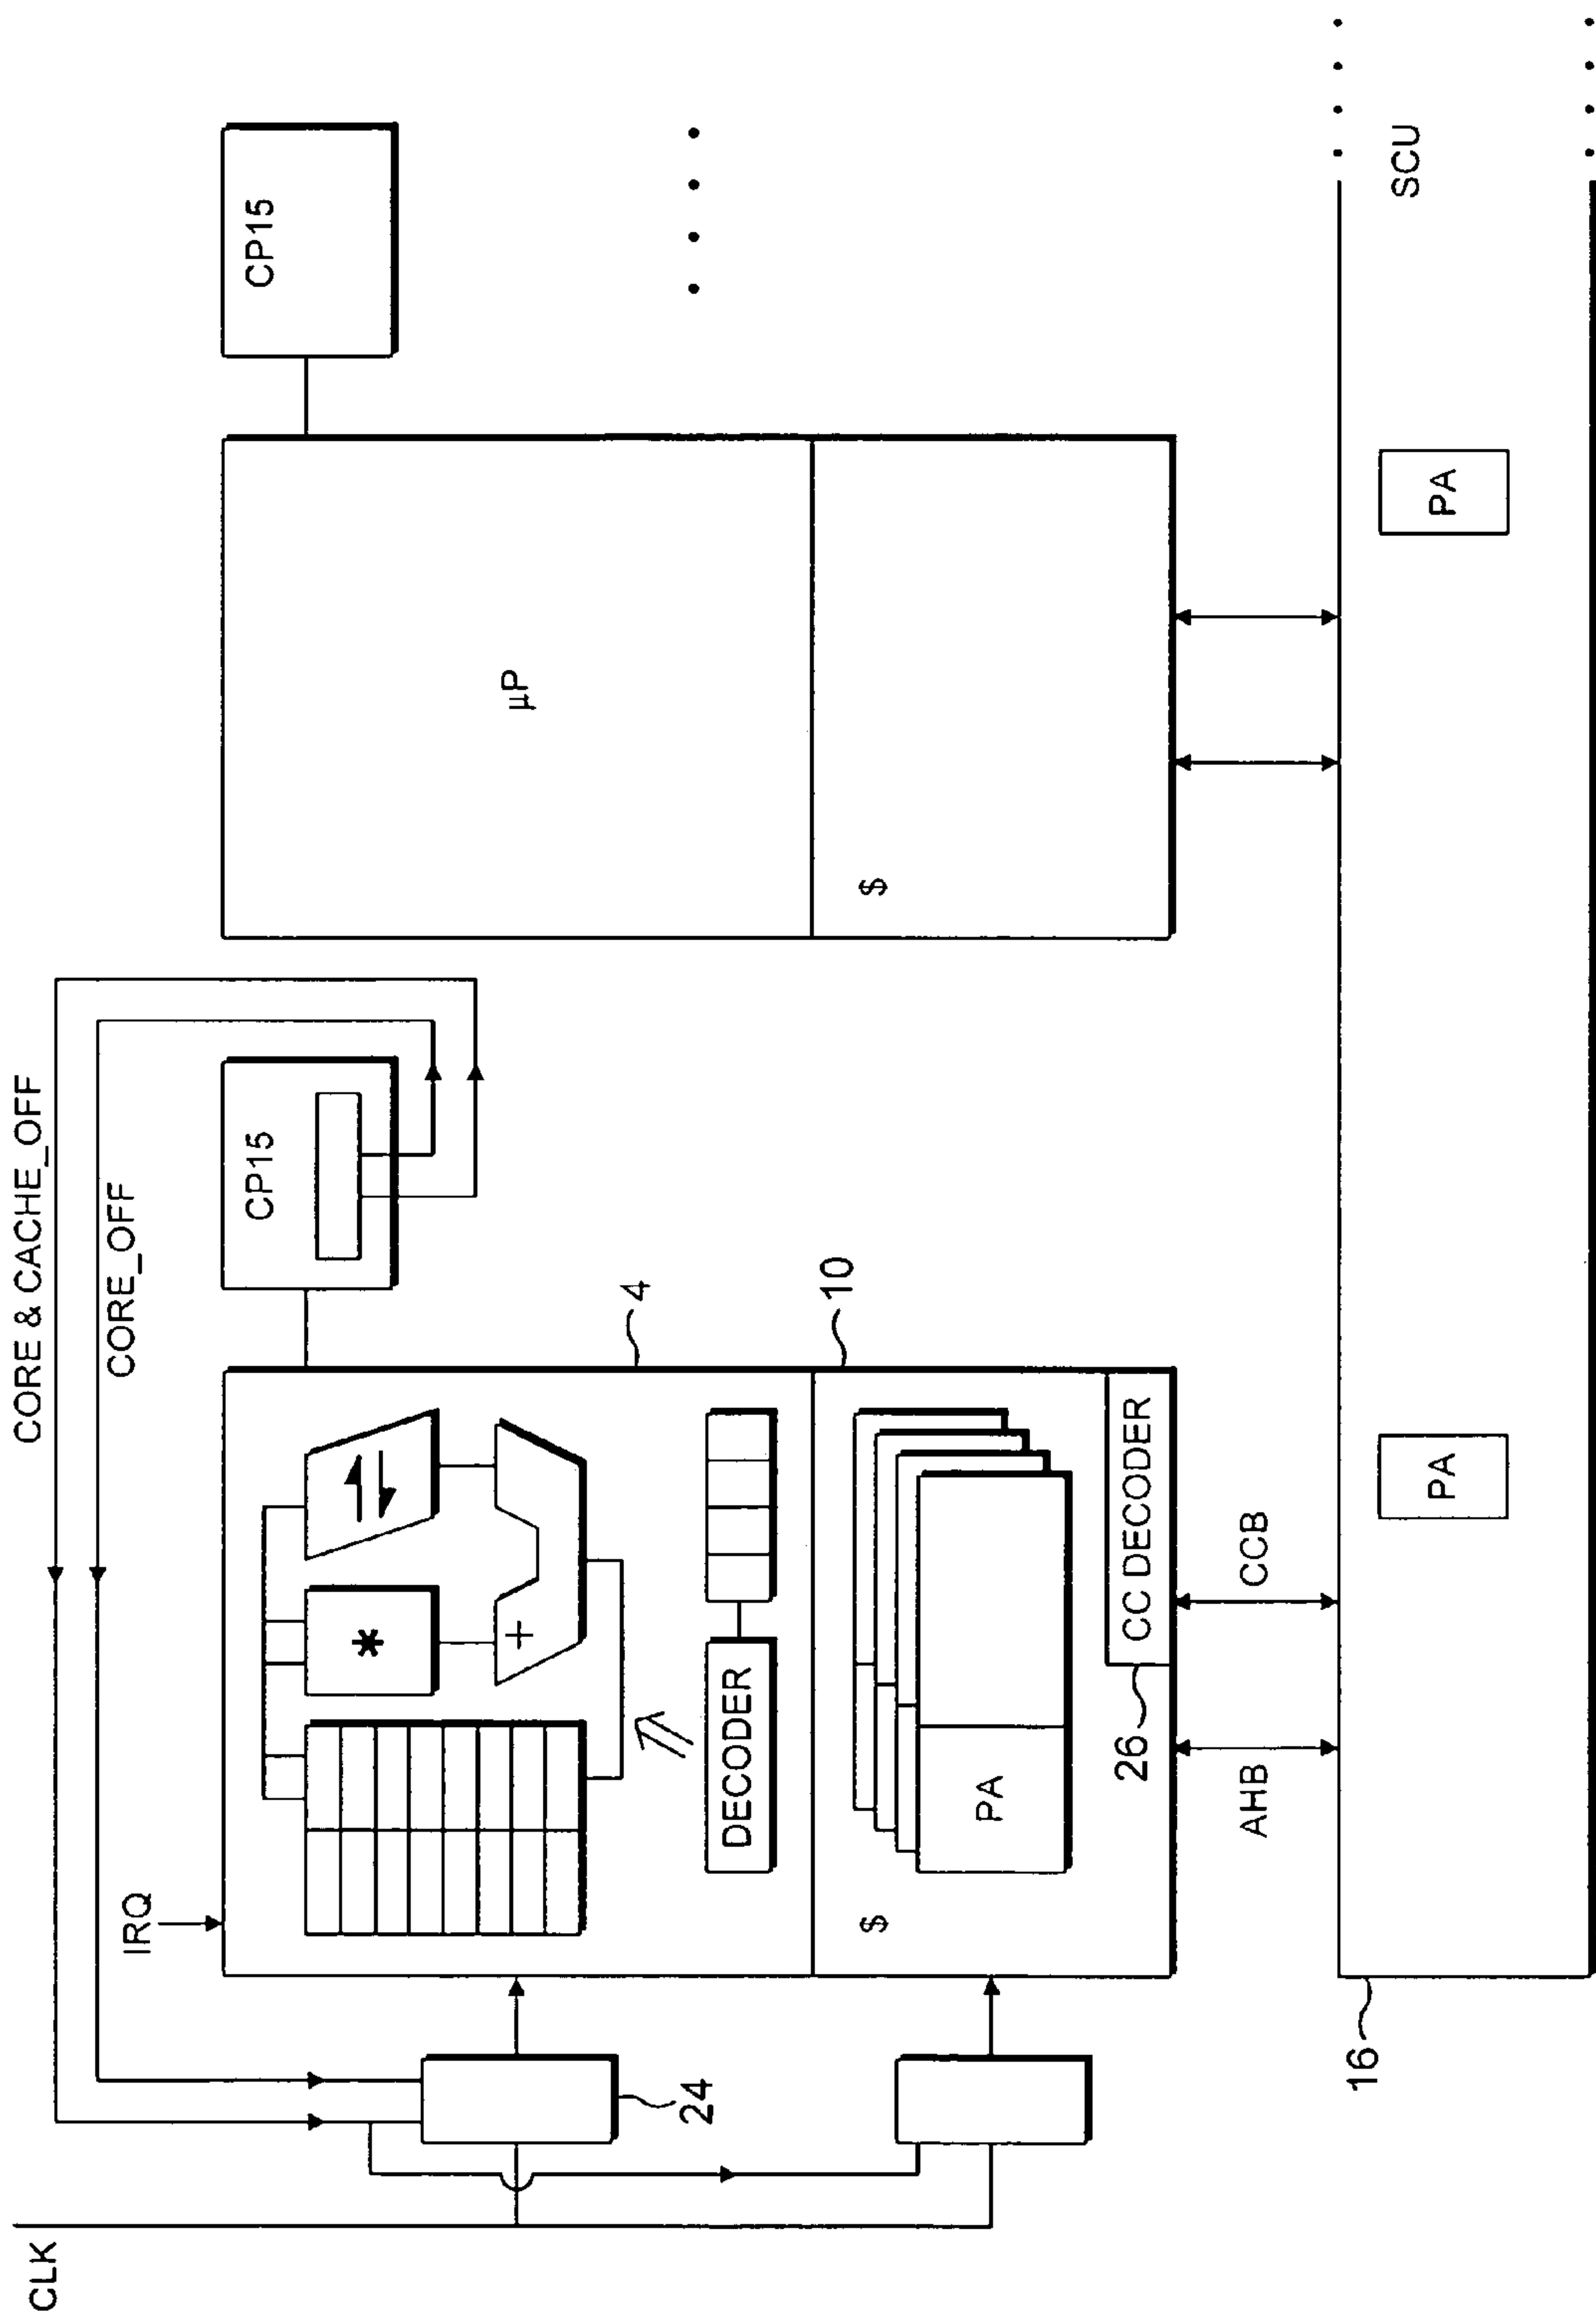 CLK
CORE & CACHE_OFF
CORE_OFF
IRQ
CP15
CP15
*
+
µP
4
24
DECODER
10
$
PA
$
CC DECODER
26
AHB
CCB
16
PA
PA
SCU